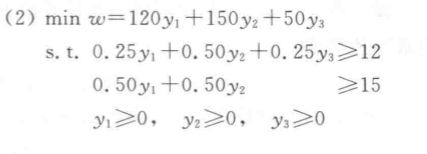 (2) min w=120y₁+150y₂+50y₃
s. t. 0.25y₁+0.50y₂+0.25y₃⩾12
0.50y₁+0.50y₂ ⩾15
y₁⩾0, y₂⩾0, y₃⩾0